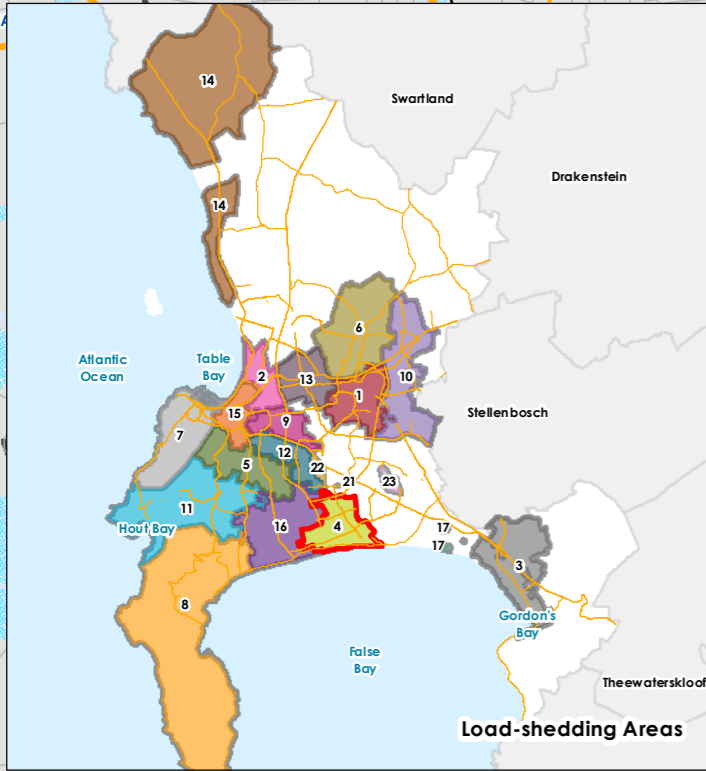 A
14
Swartland
Drakenstein
14
6
Atlantic
Ocean
Table
Bay
2
13
10
1
15
9
Stellenbosch
7
12
5
22
21
23
11
Hout Bay
16
4
17
17
3
8
Gordon's
Bay
False
Bay
Theewaterskloof
Load-shedding Areas